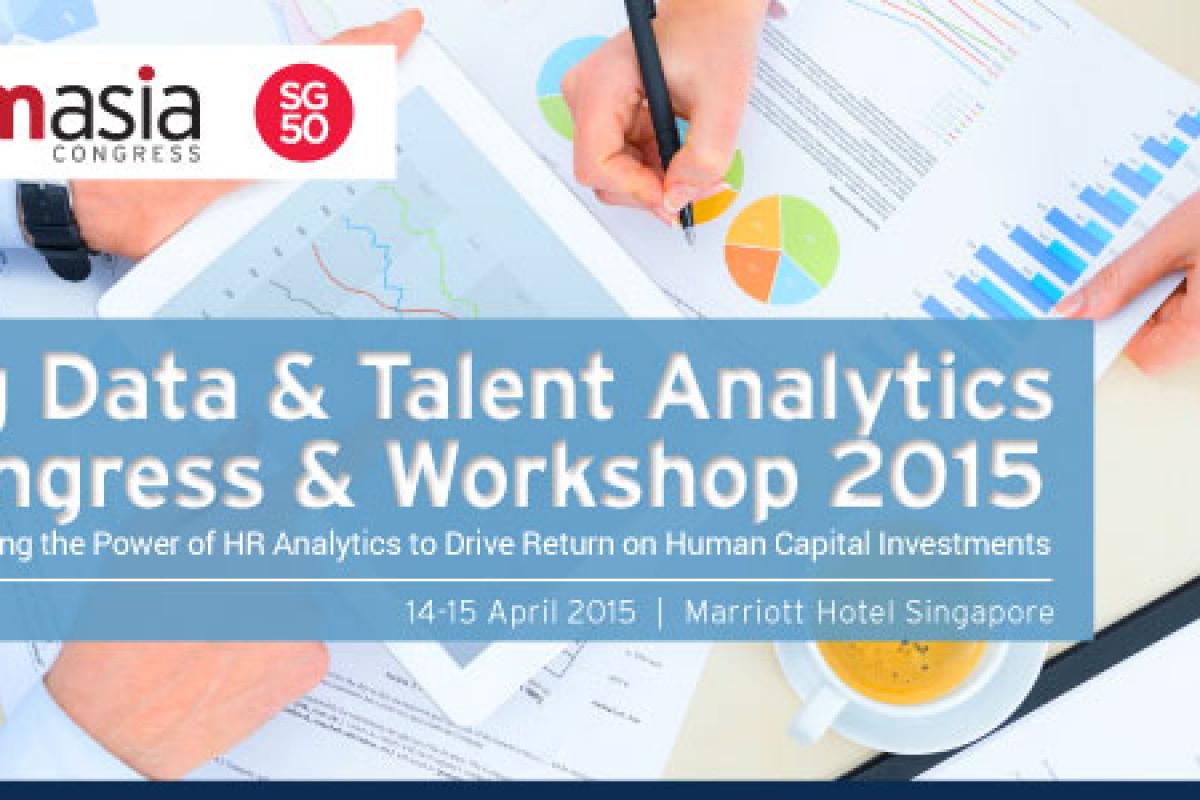 masia
CONGRESS
SG
50
g Data & Talent Analytics
ngress & Workshop 2015
ng the Power of HR Analytics to Drive Return on Human Capital Investments
14-15 April 2015 | Marriott Hotel Singapore